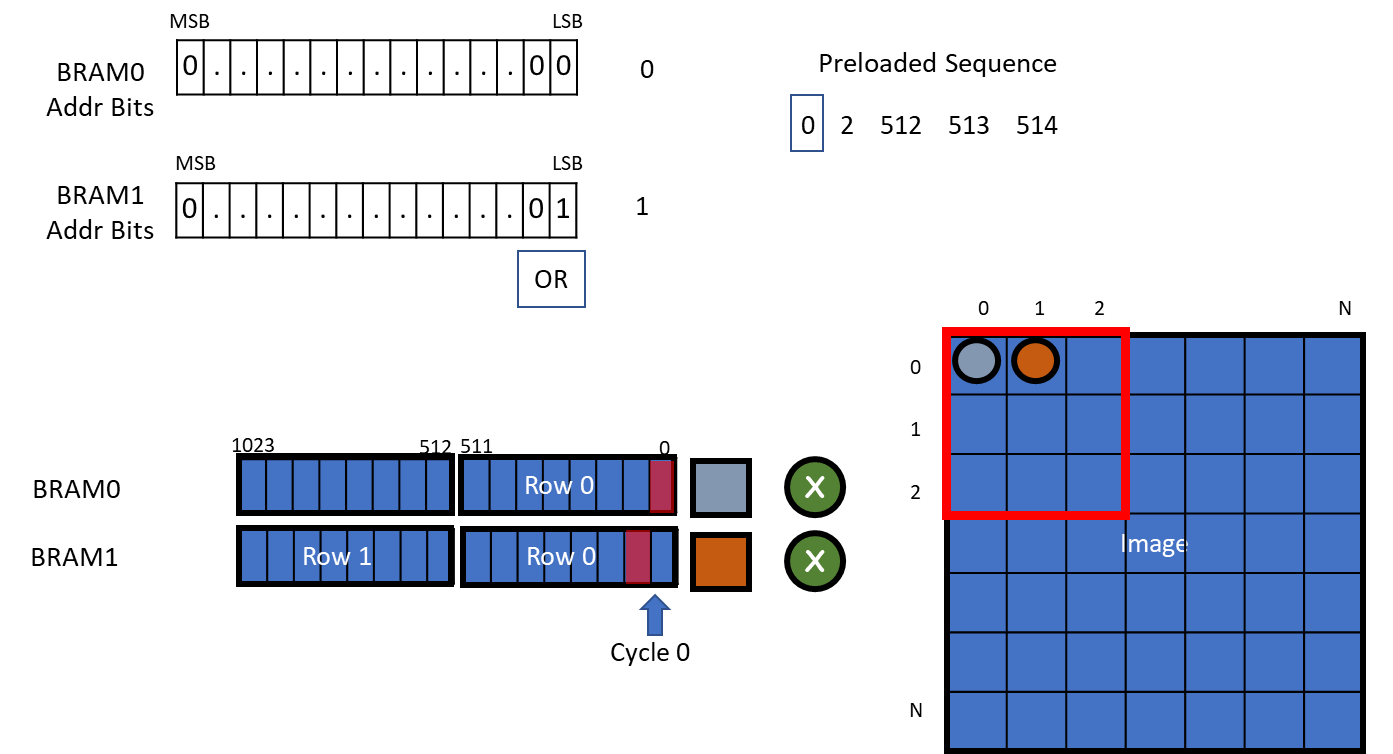 MSB LSB
BRAM0
Addr Bits
0 . . . . . . . . . . . . 0 0
0
Preloaded Sequence
0 2 512 513 514
MSB LSB
BRAM1
Addr Bits
0 . . . . . . . . . . . . 0 1
1
OR
0 1 2 N
0
1
2
N
Image
1023 512 511 0
BRAM0 Row 0 X
BRAM1 Row 1 Row 0 X
Cycle 0